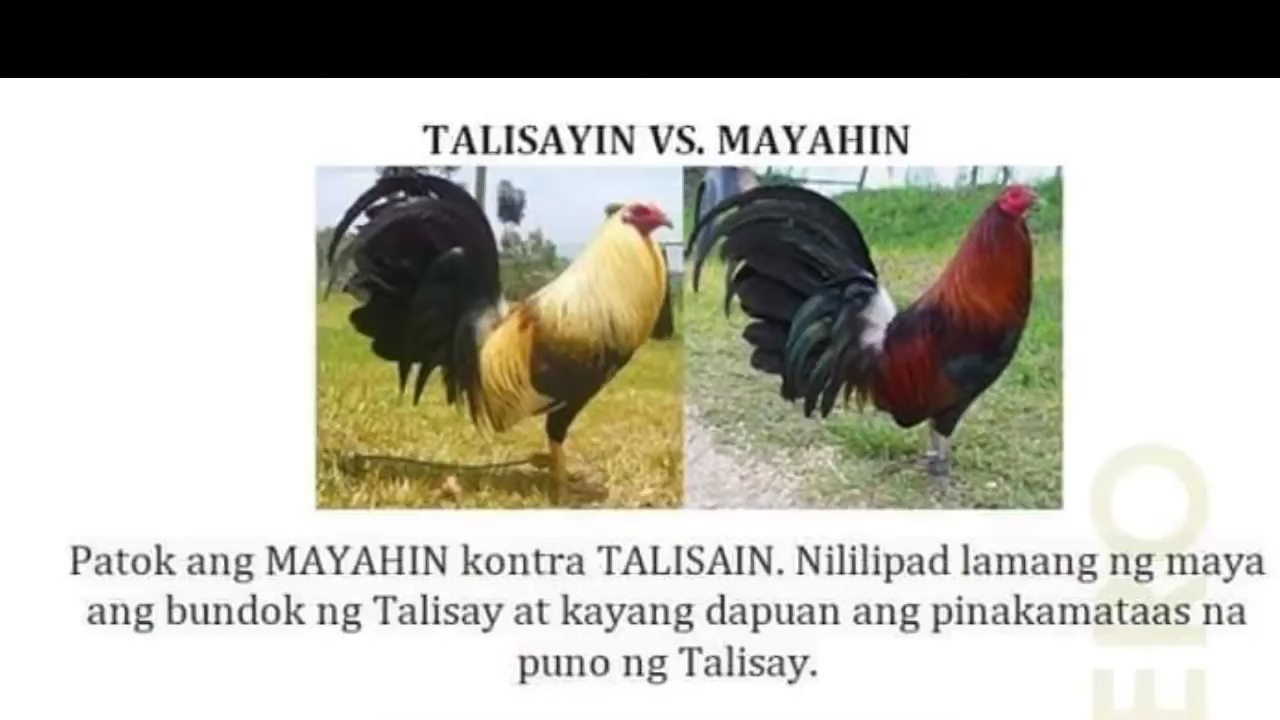 TALISAYIN VS. MAYAHIN
Patok ang MAYAHIN kontra TALISAIN. Nililipad lamang ng maya
ang bundok ng Talisay at kayang dapuan ang pinakamataas na
puno ng Talisay.
ERO